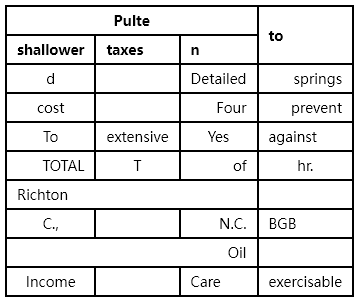 Pulte to
shallower taxes n
d Detailed springs
cost Four prevent
To extensive Yes against
TOTAL T of hr.
Richton
C., N.C. BGB
Oil
Income Care exercisable